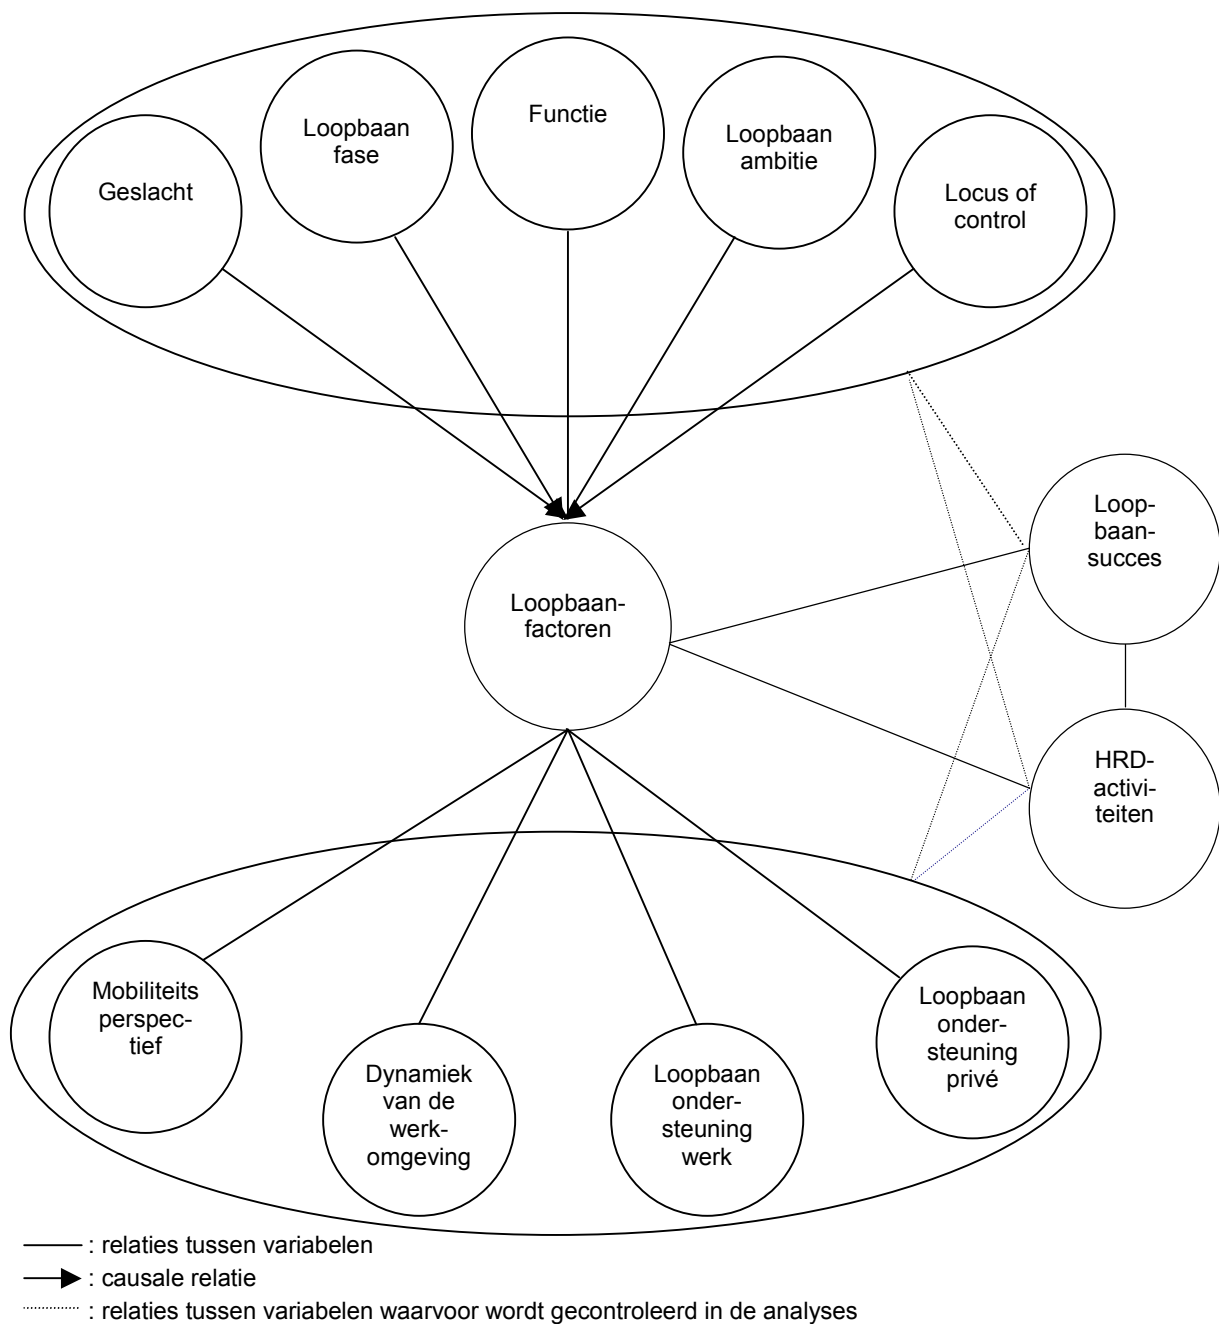 Geslacht
Loopbaan
fase
Functie
Loopbaan
ambitie
Locus of
control
Loop-
baan-
succes
Loopbaan-
factoren
HRD-
activi-
teiten
Mobiliteits
perspec-
tief
Dynamiek
van de
werk-
omgeving
Loopbaan
onder-
steuning
werk
Loopbaan
onder-
steuning
privé
: relaties tussen variabelen
: causale relatie
: relaties tussen variabelen waarvoor wordt gecontroleerd in de analyses